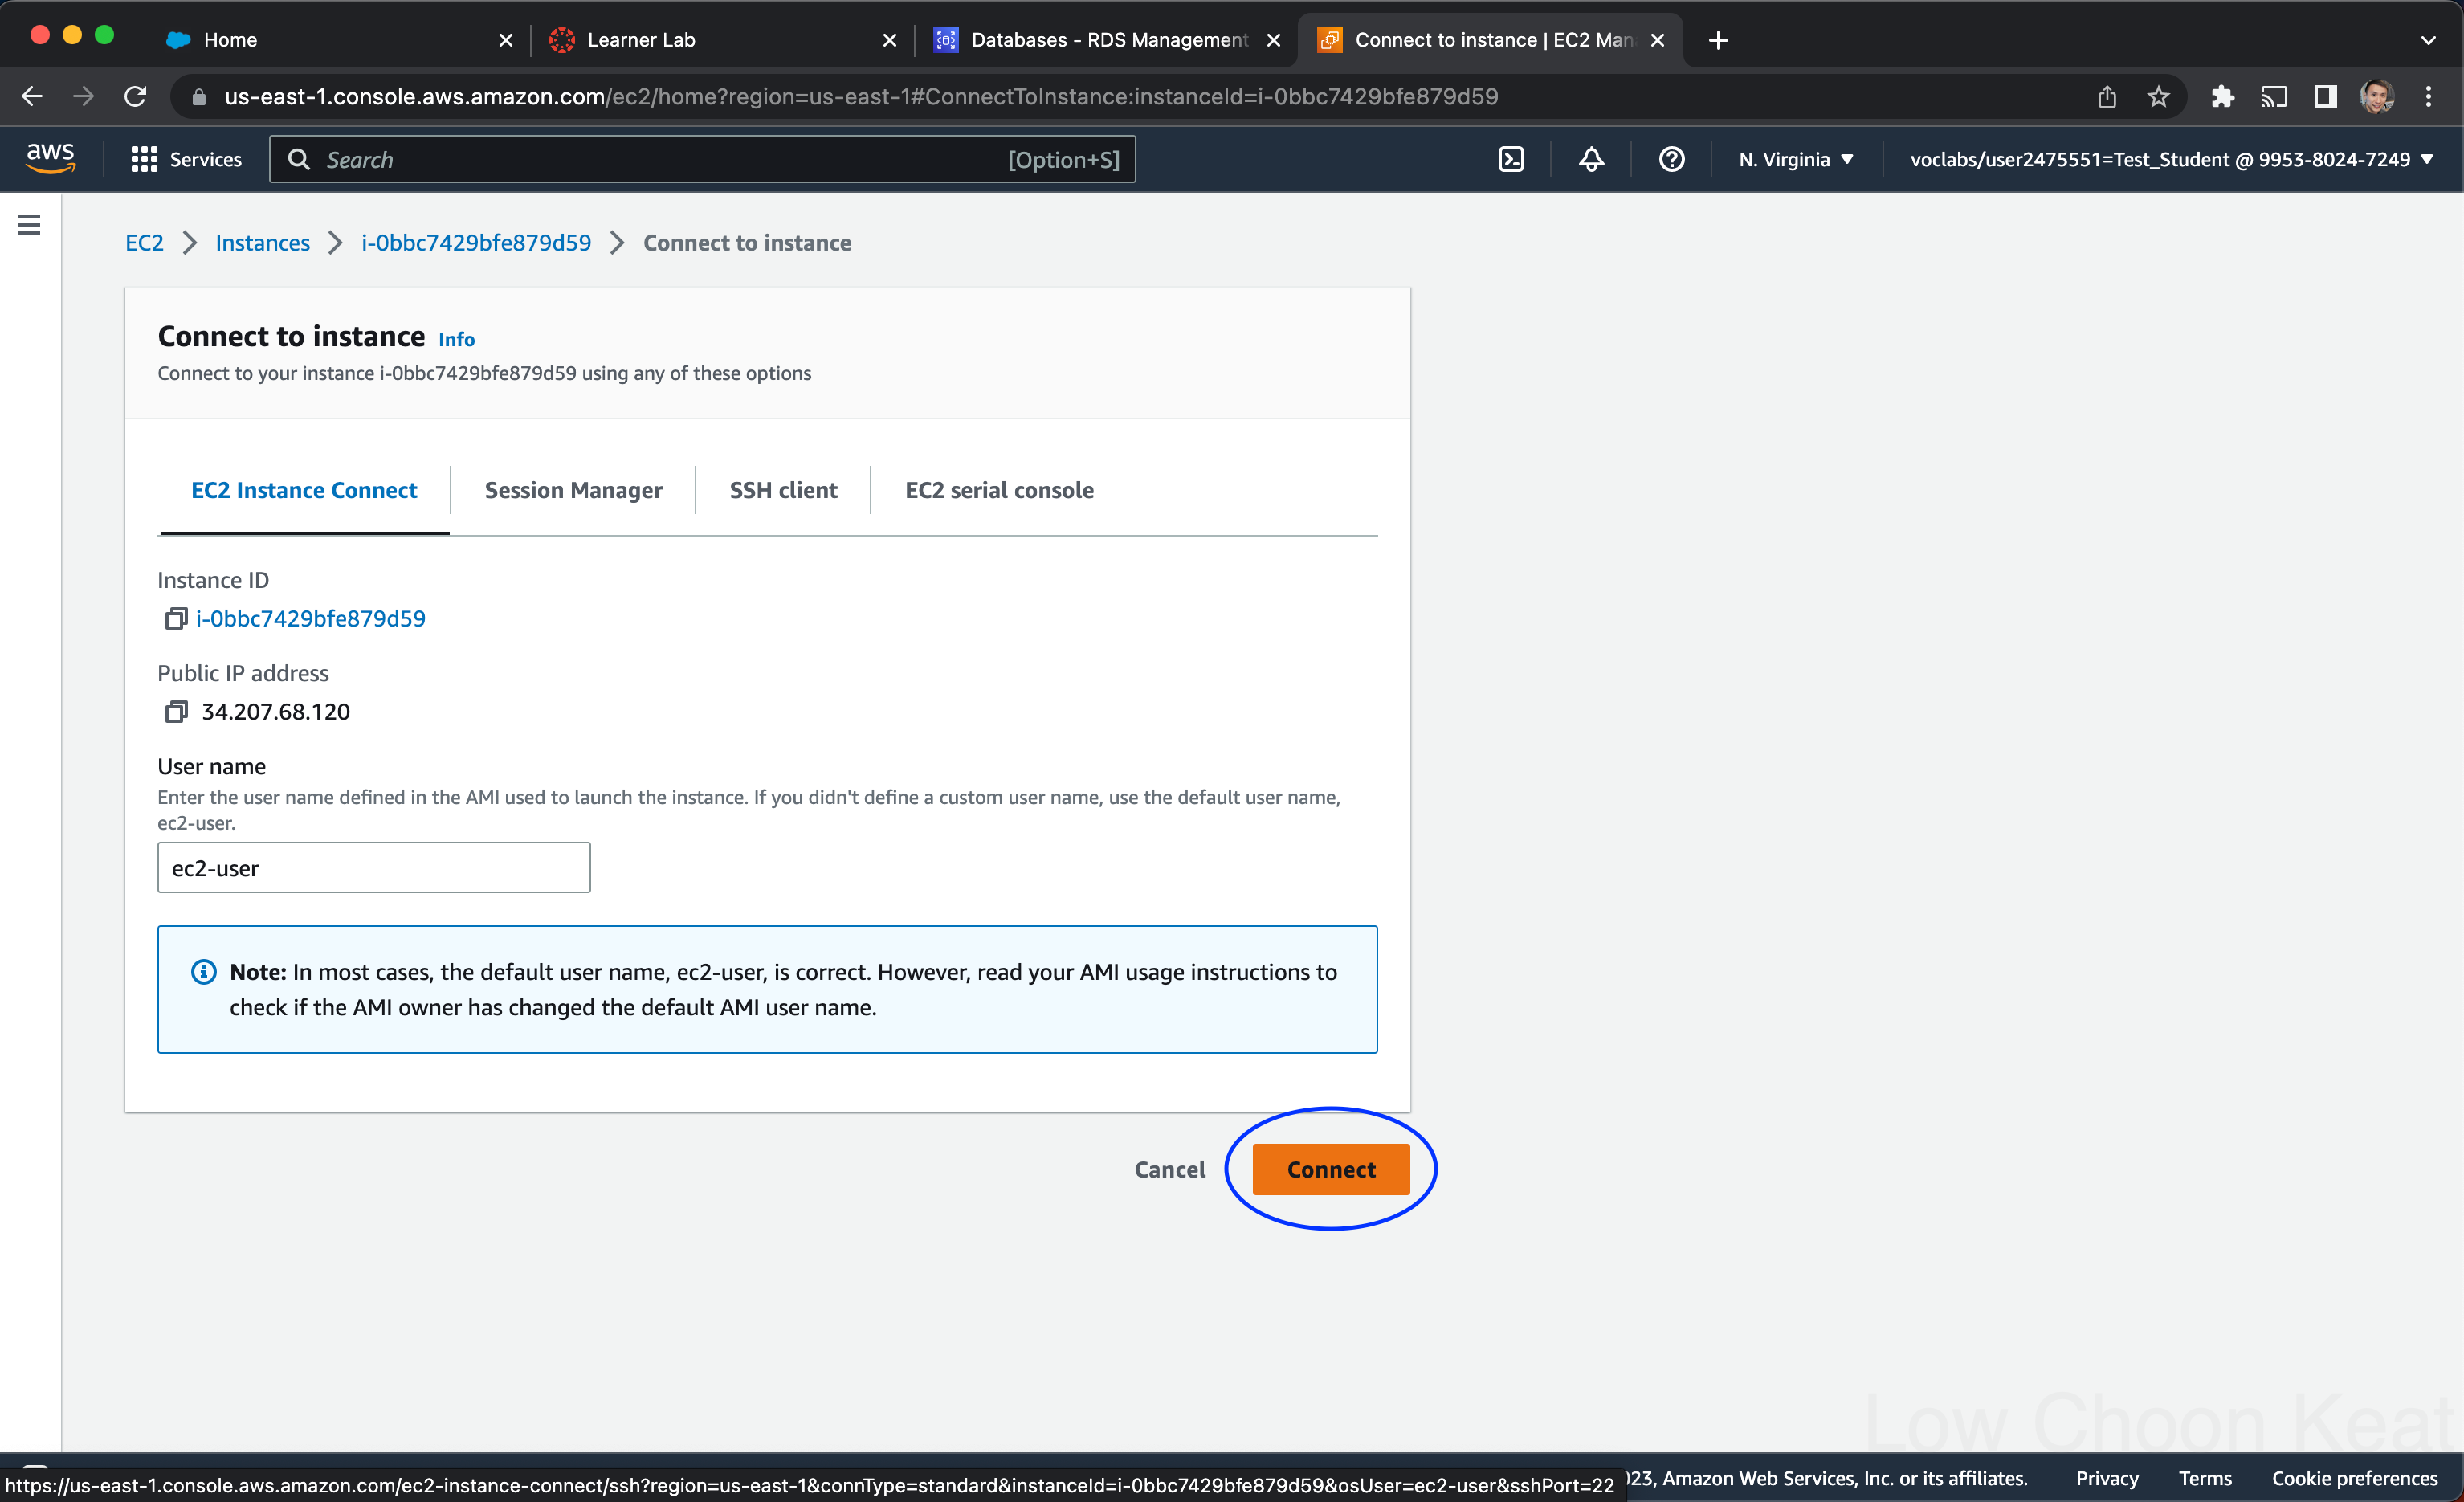 Home
Learner Lab
Databases - RDS Management
Connect to instance | EC2 Man
us-east-1.console.aws.amazon.com/ec2/home?region=us-east-1#ConnectToInstance:instanceId=i-0bbc7429bfe879d59
aws
Services
Search
[Option+S]
N. Virginia
voclabs/user2475551=Test_Student @ 9953-8024-7249
EC2
Instances
i-0bbc7429bfe879d59
Connect to instance
Connect to instance Info
Connect to your instance i-0bbc7429bfe879d59 using any of these options
EC2 Instance Connect
Session Manager
SSH client
EC2 serial console
Instance ID
i-0bbc7429bfe879d59
Public IP address
34.207.68.120
User name
Enter the user name defined in the AMI used to launch the instance. If you didn't define a custom user name, use the default user name,
ec2-user.
ec2-user
Note: In most cases, the default user name, ec2-user, is correct. However, read your AMI usage instructions to
check if the AMI owner has changed the default AMI user name.
Cancel
Connect
Low Choon Keat
https://us-east-1.console.aws.amazon.com/ec2-instance-connect/ssh?region=us-east-1&connType=standard&instanceId=i-0bbc7429bfe879d59&osUser=ec2-user&sshPort=22
23, Amazon Web Services, Inc. or its affiliates.
Privacy
Terms
Cookie preferences